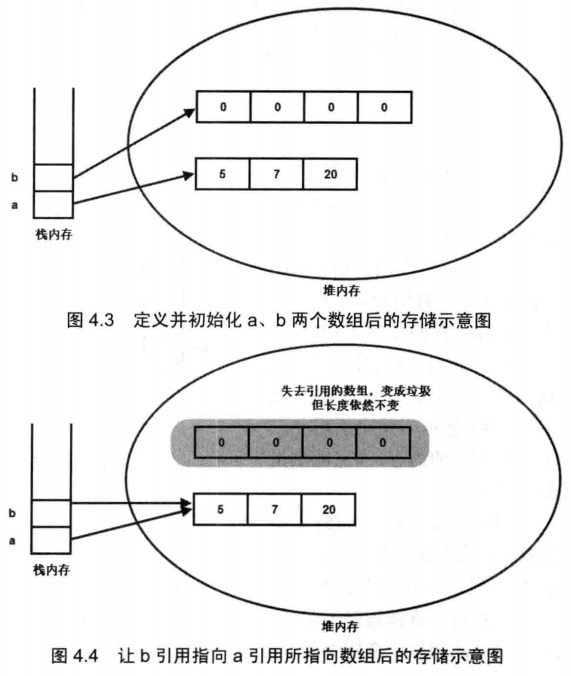 0 0 0 0
b
5 7 20
a
栈内存
堆内存
图 4.3 定义并初始化 a、b 两个数组后的存储示意图
失去引用的数组，变成垃圾
但长度依然不变
0 0 0 0
b
5 7 20
a
栈内存
堆内存
图 4.4 让 b 引用指向 a 引用所指向数组后的存储示意图